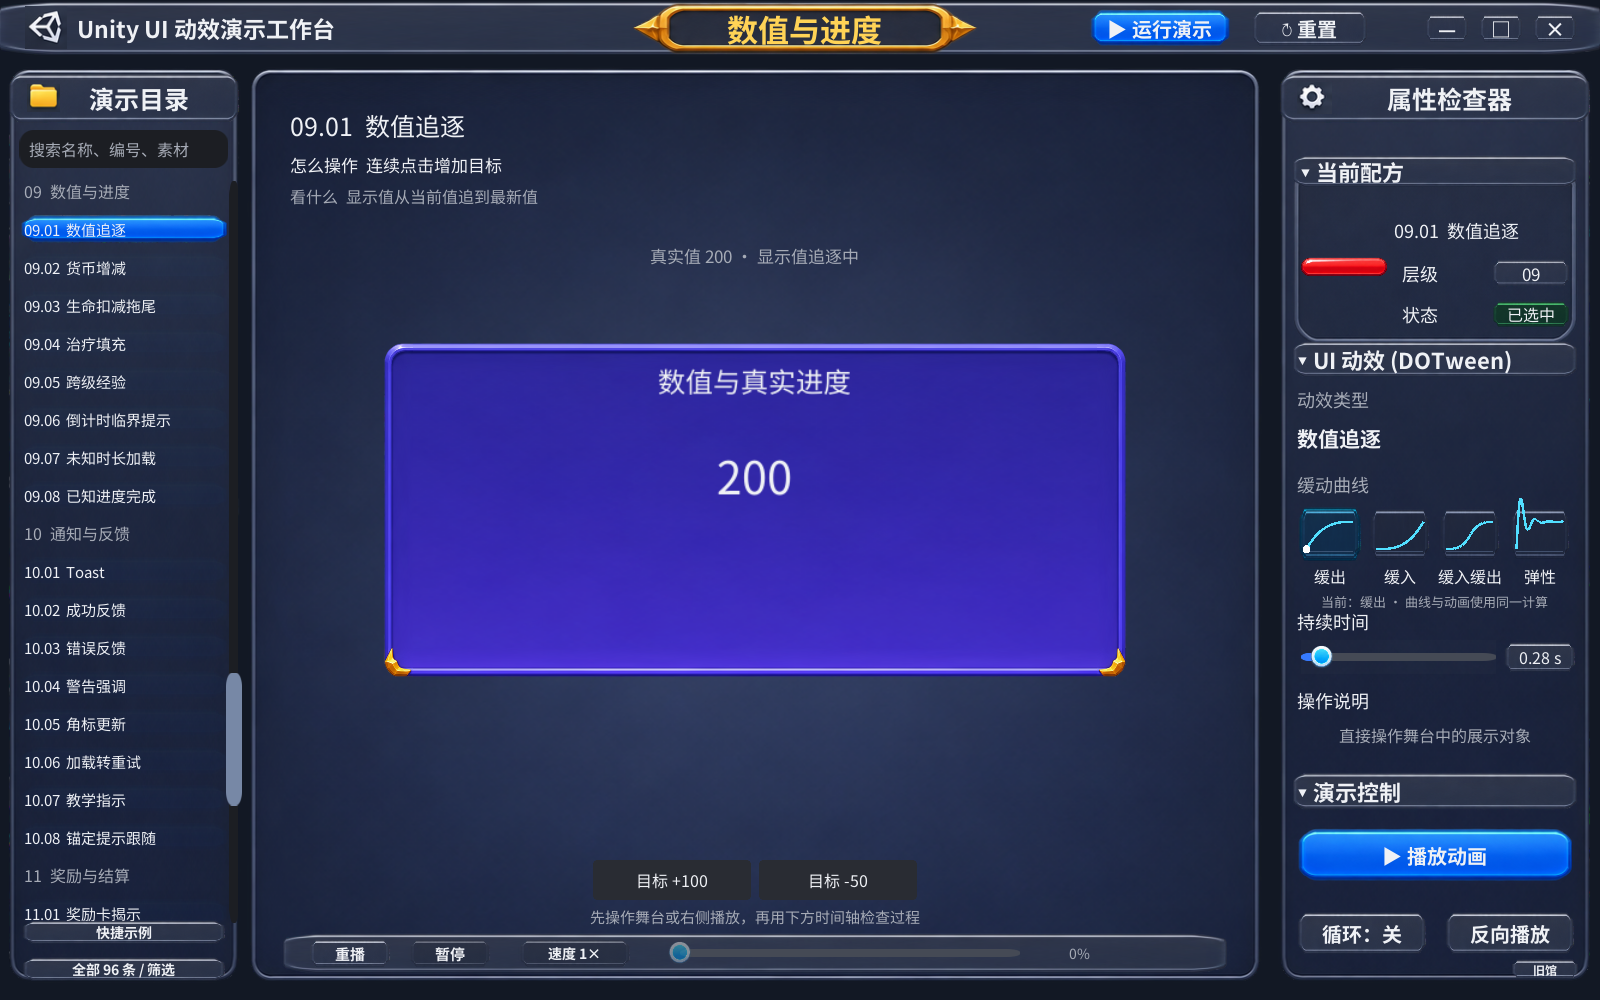 Unity UI 动效演示工作台
数值与进度
▶ 运行演示
重置
演示目录
搜索名称、编号、素材
09 数值与进度
09.01 数值追逐
09.02 货币增减
09.03 生命扣减拖尾
09.04 治疗填充
09.05 跨级经验
09.06 倒计时临界提示
09.07 未知时长加载
09.08 已知进度完成
10 通知与反馈
10.01 Toast
10.02 成功反馈
10.03 错误反馈
10.04 警告强调
10.05 角标更新
10.06 加载转重试
10.07 教学指示
10.08 锚定提示跟随
11 奖励与结算
11.01 奖励卡揭示
快捷示例
全部 96 条 / 筛选
09.01 数值追逐
怎么操作 连续点击增加目标
看什么 显示值从当前值追到最新值
真实值 200 · 显示值追逐中
数值与真实进度
200
目标 +100
目标 -50
先操作舞台或右侧播放，再用下方时间轴检查过程
重播
暂停
速度 1×
0%
属性检查器
▼ 当前配方
09.01 数值追逐
层级
09
状态
已选中
▼ UI 动效 (DOTween)
动效类型
数值追逐
缓动曲线
缓出
缓入
缓入缓出
弹性
当前：缓出 · 曲线与动画使用同一计算
持续时间
0.28 s
操作说明
直接操作舞台中的展示对象
▼ 演示控制
▶ 播放动画
循环：关
反向播放
旧馆